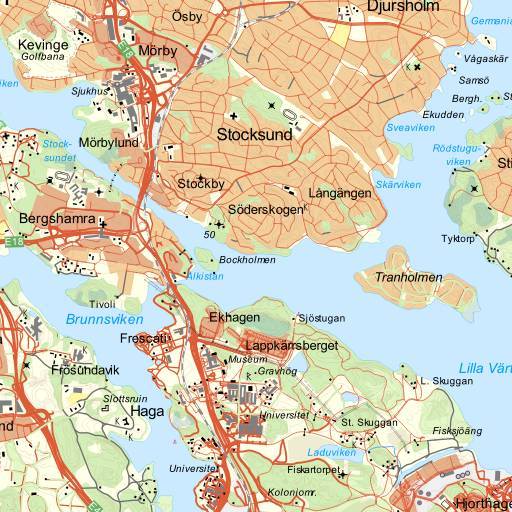 Djursholm
Ösby
Germania
Kevinge
Golfbana
Mörby
E18
Vågaskär
K
Samsö
Sjukhus
Bergh.
Ekudden
Stocksund
Sveaviken
Mörbylund
Stock-
sundet
Rödstugu-
viken
K
Stockby
Skärviken
Långängen
Söderskogen
K
Bergshamra
50
E18
Tyktorp
Bockholmen
Alkistan
Tranholmen
Tivoli
Brunnsviken
Ekhagen
Sjöstugan
Frescati
Lappkärrsberget
Museum
Frösundavik
Gravhög
K
Lilla Vär
L. Skuggan
Slottsruin
Haga
Universitet
St. Skuggan
Fisksjöäng
K
Laduviken
Universitet
Fiskartorpet
Koloniomr.
Hjorthage